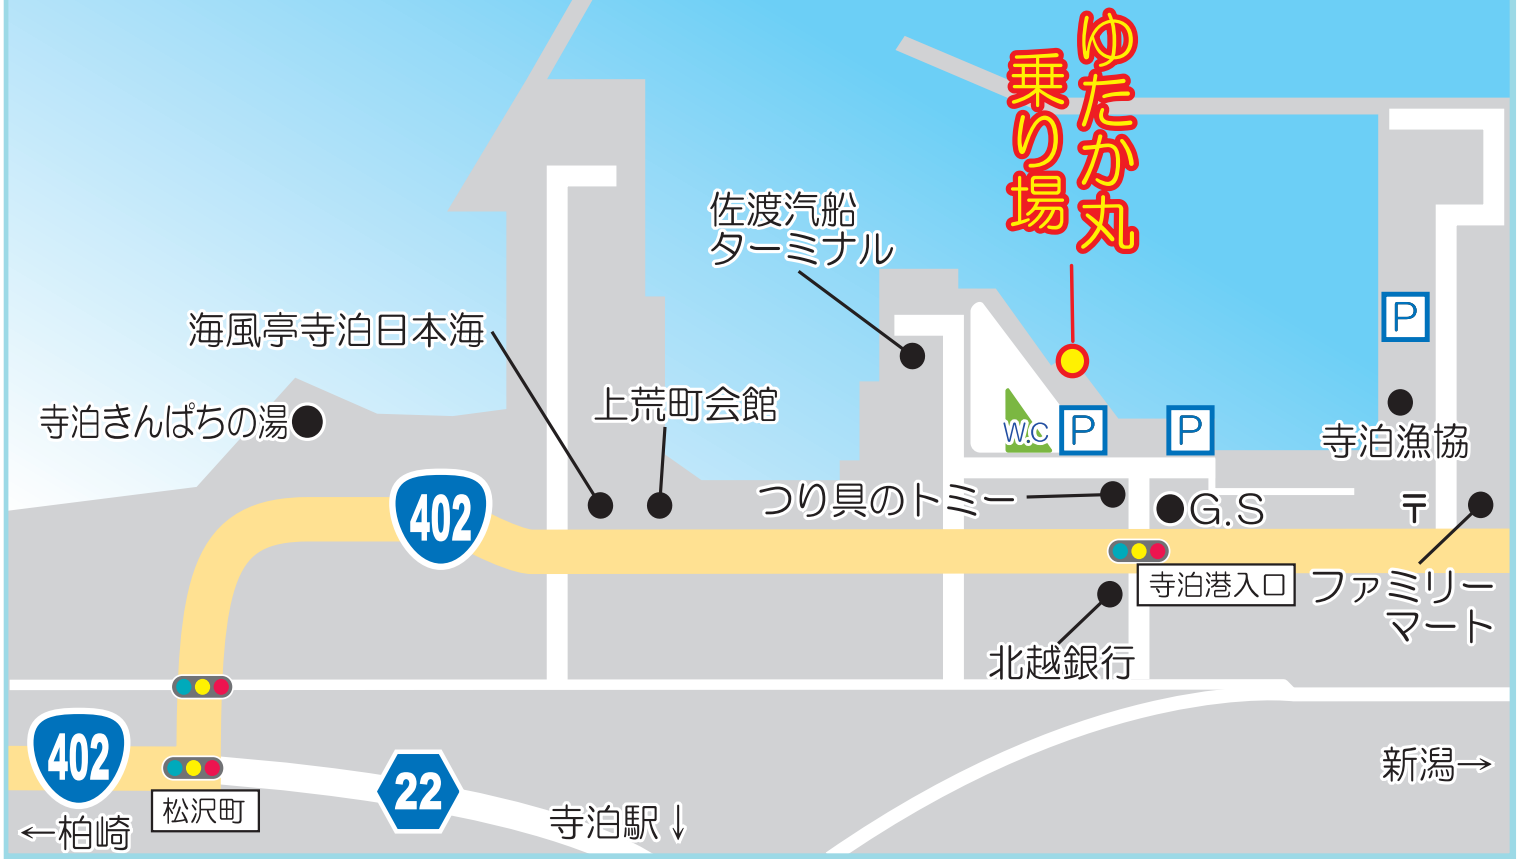 ゆたか丸
乗り場
佐渡汽船
ターミナル
海風亭寺泊日本海
上荒町会館
寺泊きんぱちの湯
P
W.C
P
P
寺泊漁協
つり具のトミー
G.S
〒
402
寺泊港入口
ファミリー
マート
北越銀行
402
22
松沢町
←柏崎
寺泊駅↓
新潟→